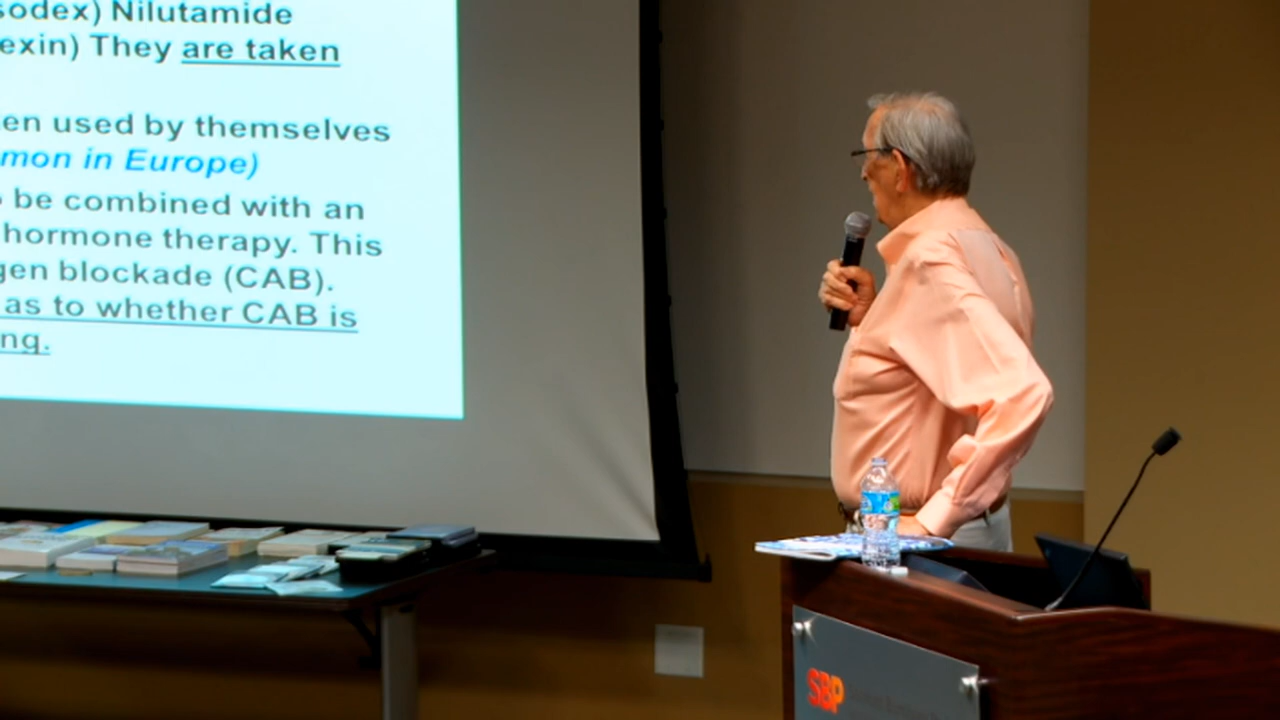 sodex) Nilutamide
exin) They are taken
en used by themselves
mon in Europe)
be combined with an
hormone therapy. This
gen blockade (CAB).
as to whether CAB is
ng.
SBP